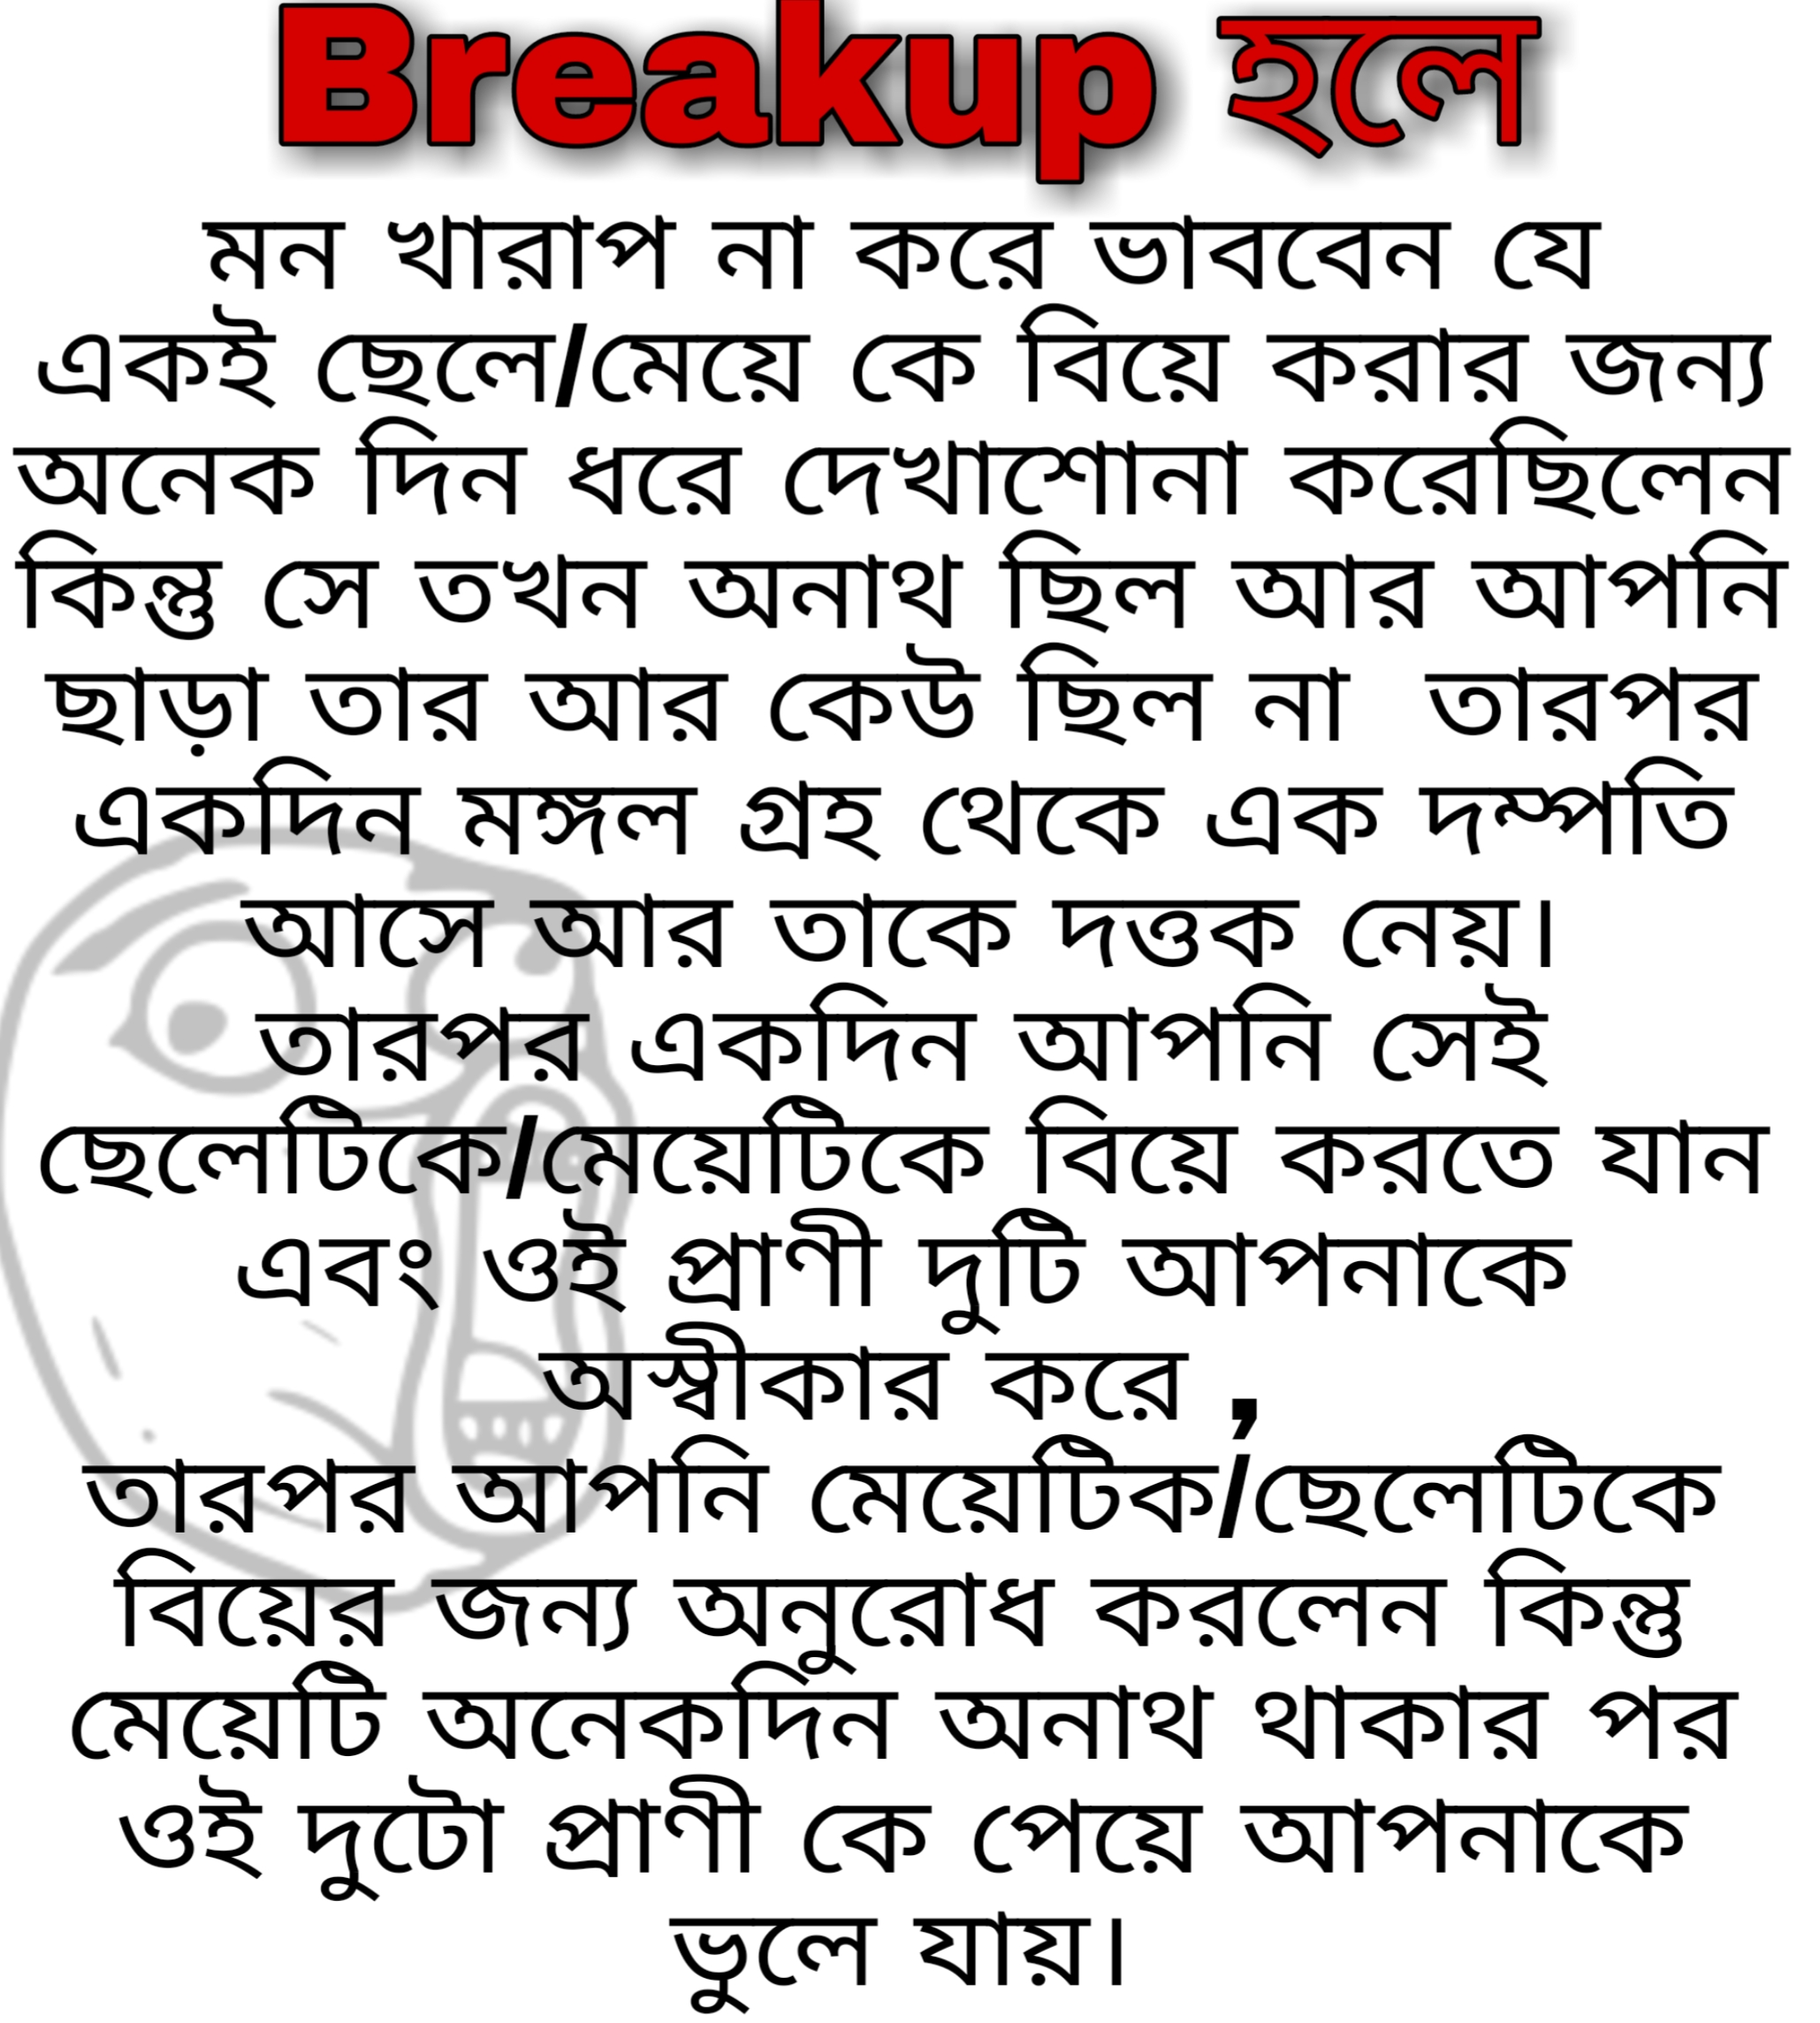 Breakup হলে
মন খারাপ না করে ভাববেন যে
একই ছেলে/মেয়ে কে বিয়ে করার জন্য
অনেক দিন ধরে দেখাশোনা করেছিলেন
কিন্তু সে তখন অনাথ ছিল আর আপনি
ছাড়া তার আর কেউ ছিল না তারপর
একদিন মঙ্গল গ্রহ থেকে এক দম্পতি
আসে আর তাকে দত্তক নেয়।
তারপর একদিন আপনি সেই
ছেলেটিকে/মেয়েটিকে বিয়ে করতে যান
এবং ওই প্রাণী দুটি আপনাকে
অস্বীকার করে ,
তারপর আপনি মেয়েটিক/ছেলেটিকে
বিয়ের জন্য অনুরোধ করলেন কিন্তু
মেয়েটি অনেকদিন অনাথ থাকার পর
ওই দুটো প্রাণী কে পেয়ে আপনাকে
ভুলে যায়।